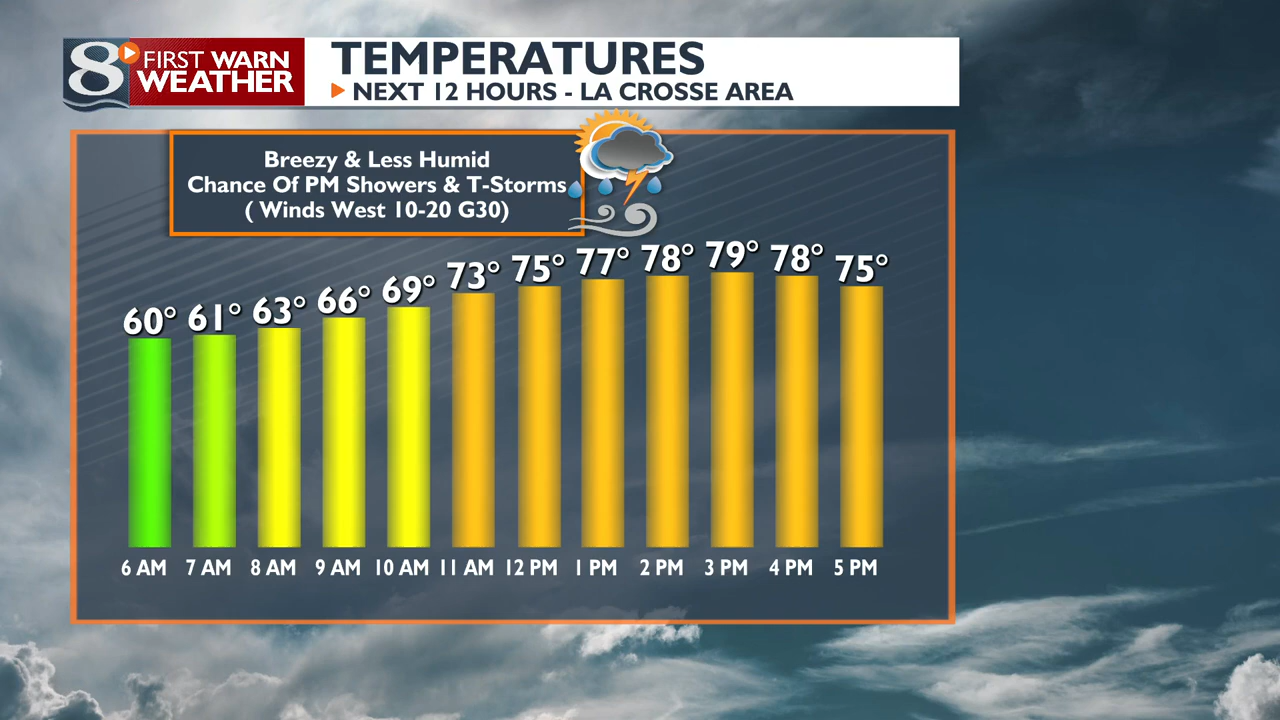 8 FIRST WARN
WEATHER
TEMPERATURES
NEXT 12 HOURS - LA CROSSE AREA
Breezy & Less Humid
Chance Of PM Showers & T-Storms
( Winds West 10-20 G30)
60° 61° 63° 66° 69° 73° 75° 77° 78° 79° 78° 75°
6 AM 7 AM 8 AM 9 AM 10 AM 11 AM 12 PM 1 PM 2 PM 3 PM 4 PM 5 PM